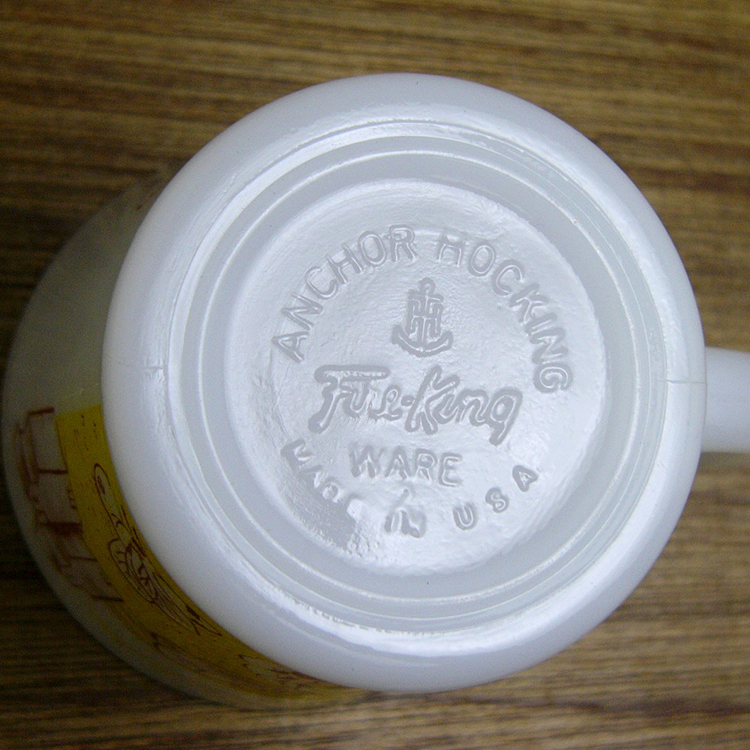 ANCHOR HOCKING
Fire-King
WARE
MADE IN USA